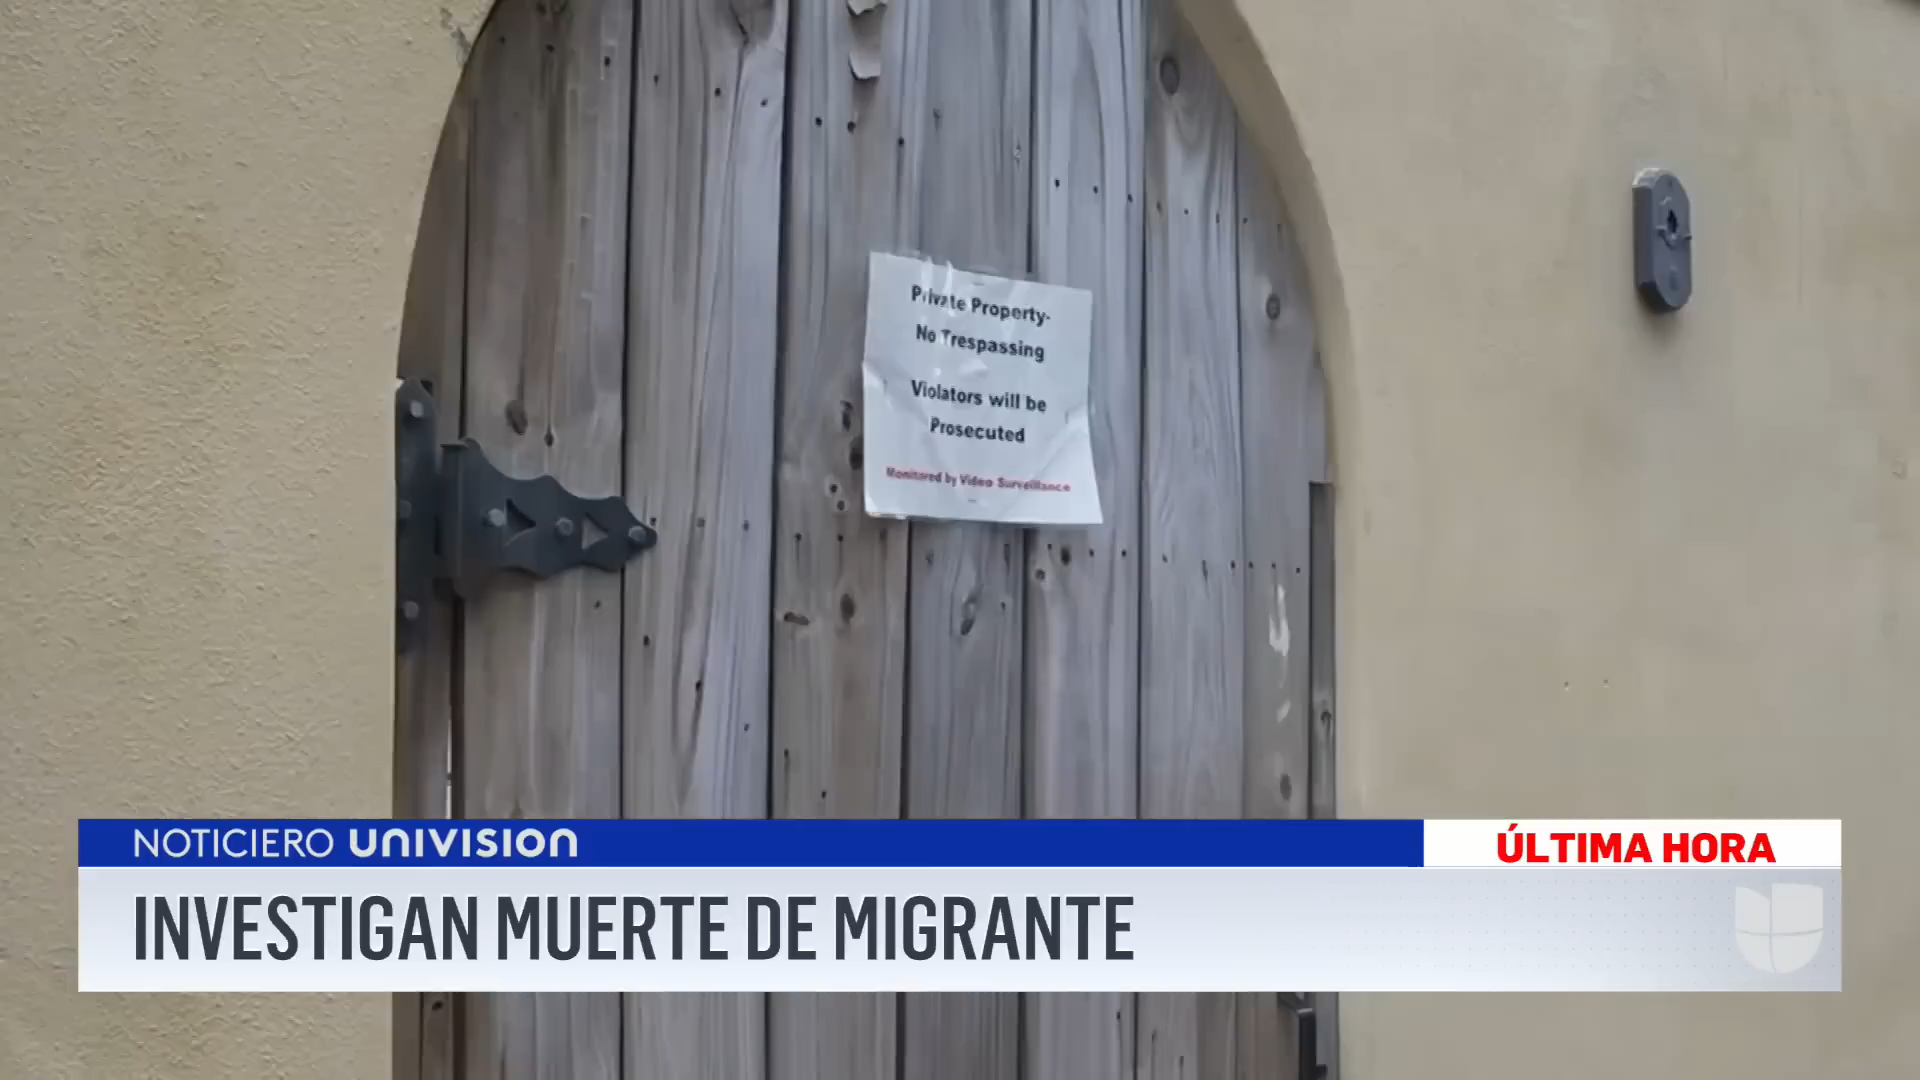 Private Property-
No Trespassing
Violators will be
Prosecuted
Monitored by Video Surveillance
NOTICIERO UNIVISION
ÚLTIMA HORA
INVESTIGAN MUERTE DE MIGRANTE